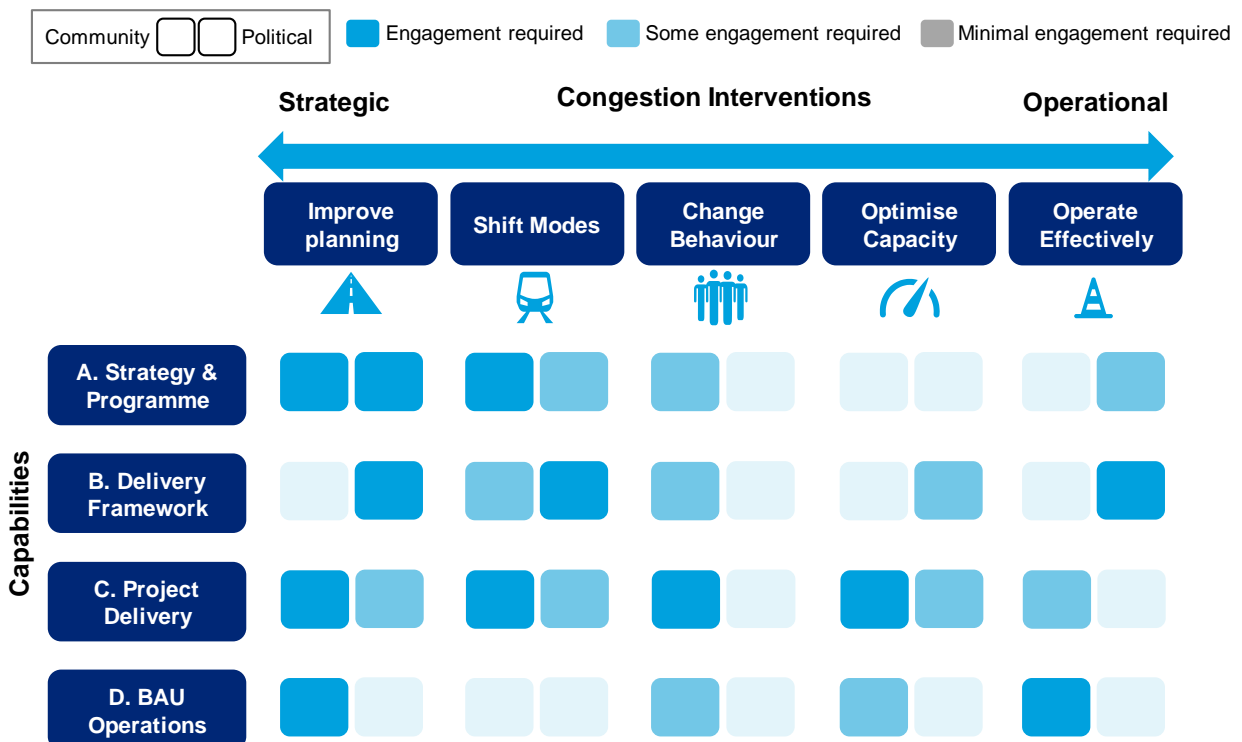 Community Political Engagement required Some engagement required Minimal engagement required
Strategic Congestion Interventions Operational
Improve planning
Shift Modes
Change Behaviour
Optimise Capacity
Operate Effectively
Capabilities
A. Strategy &
Programme
B. Delivery
Framework
C. Project
Delivery
D. BAU
Operations